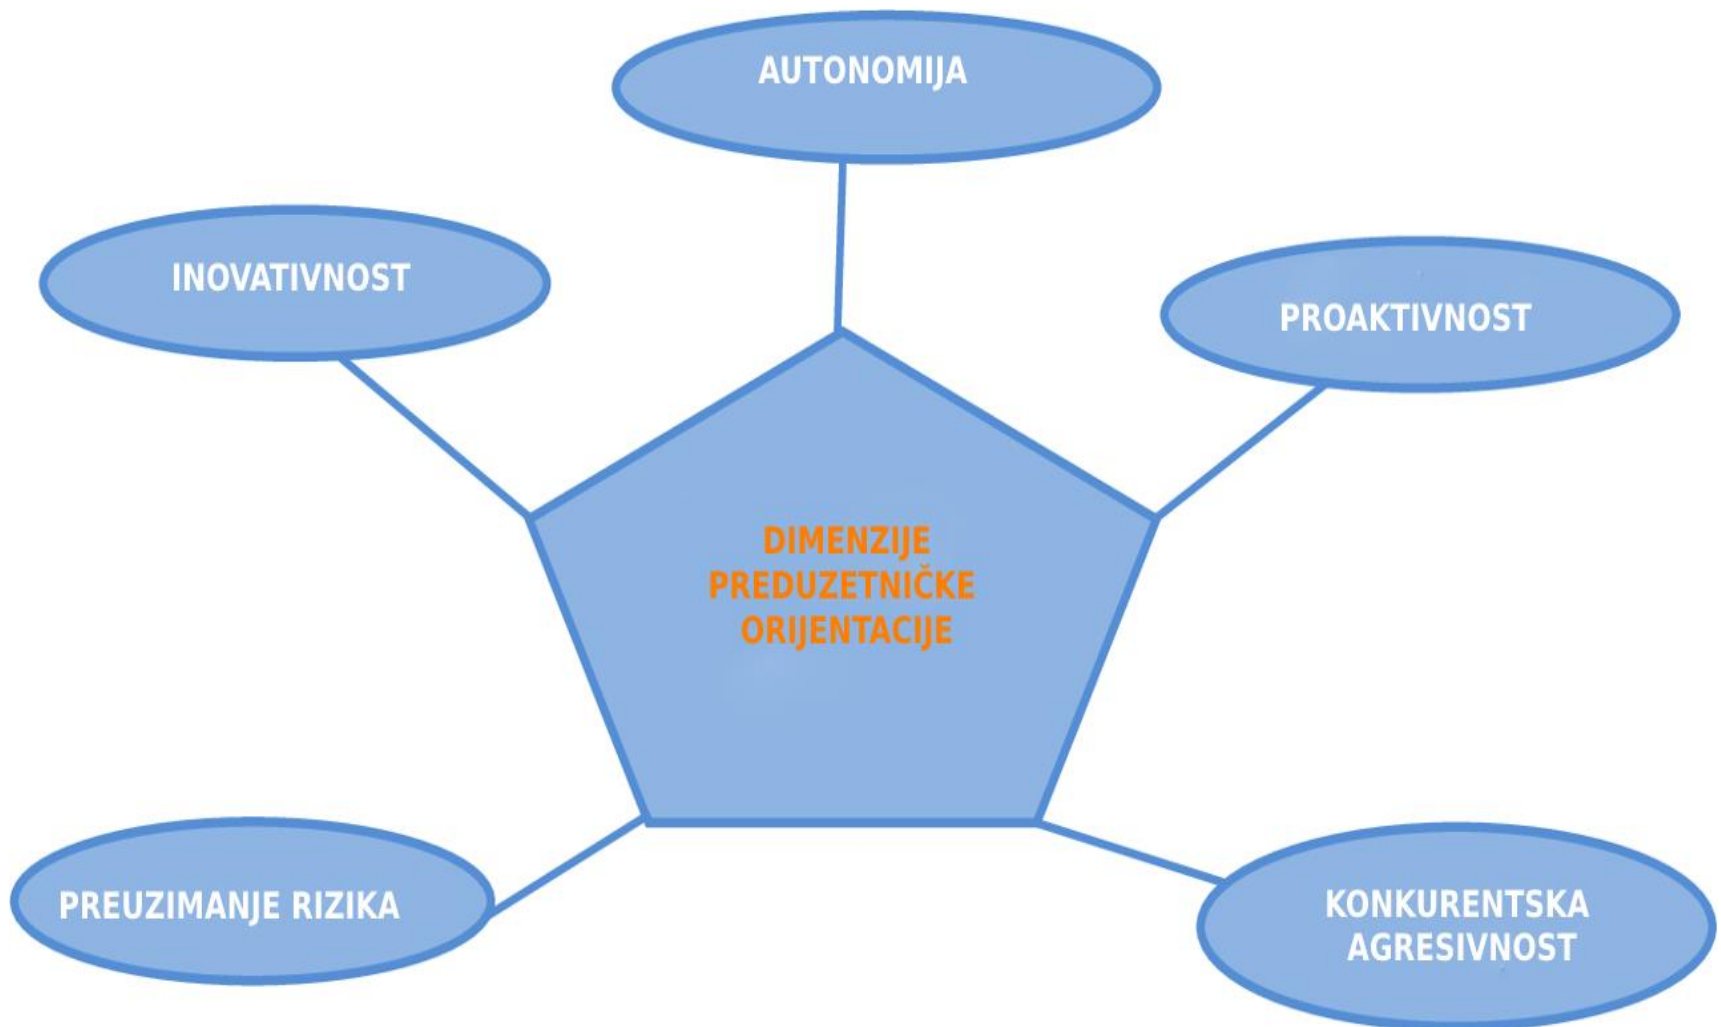 AUTONOMIJA
INOVATIVNOST
PROAKTIVNOST
DIMENZIJE
PREDUZETNIČKE
ORIJENTACIJE
PREUZIMANJE RIZIKA
KONKURENTSKA
AGRESIVNOST